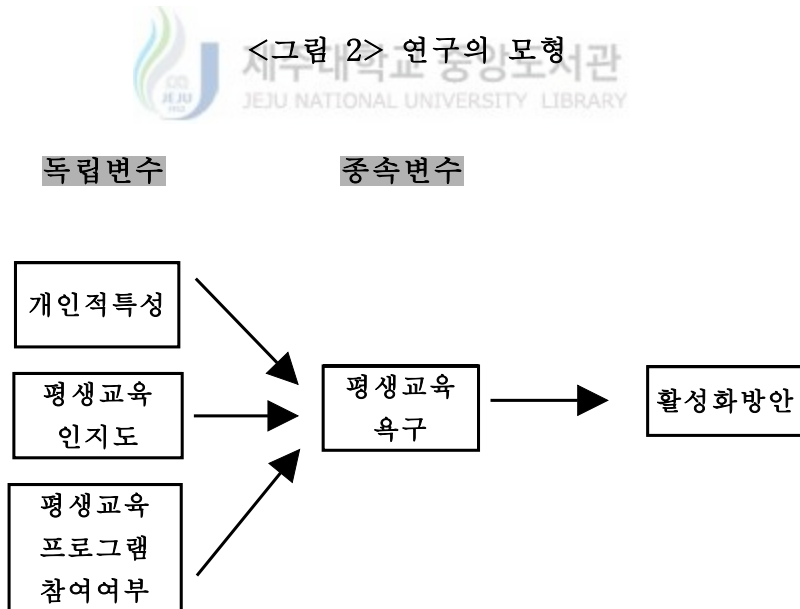 <그림 2> 연구의 모형
제주대학교 중앙도서관
JEJU NATIONAL UNIVERSITY LIBRARY
JEJU
1952
독립변수
종속변수
개인적특성
평생교육
인지도
평생교육
프로그램
참여여부
평생교육
욕구
활성화방안